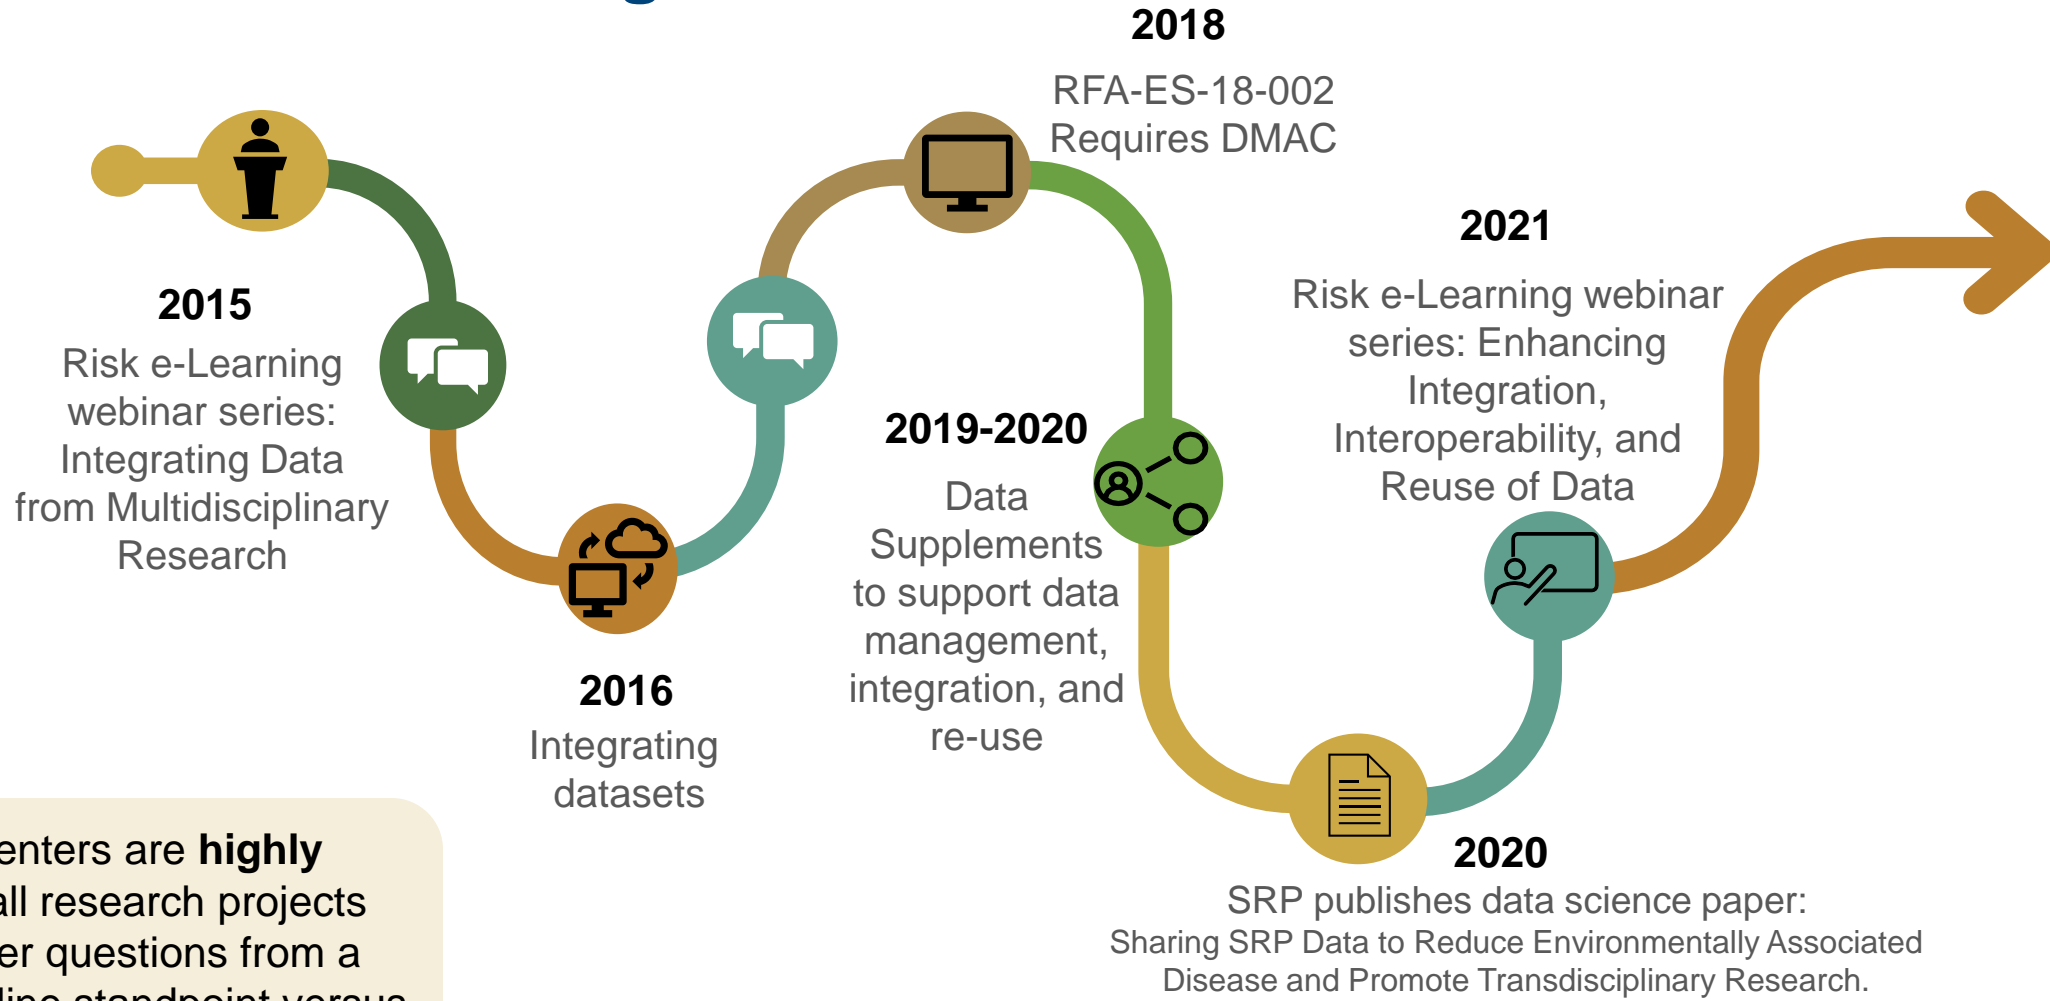 2015
Risk e-Learning
webinar series:
Integrating Data
from Multidisciplinary
Research
2016
Integrating
datasets
2018
RFA-ES-18-002
Requires DMAC
2019-2020
Data
Supplements
to support data
management,
integration, and
re-use
2020
SRP publishes data science paper:
Sharing SRP Data to Reduce Environmentally Associated
Disease and Promote Transdisciplinary Research.
2021
Risk e-Learning webinar
series: Enhancing
Integration,
Interoperability, and
Reuse of Data
enters are highly
all research projects
er questions from a
line standpoint versus